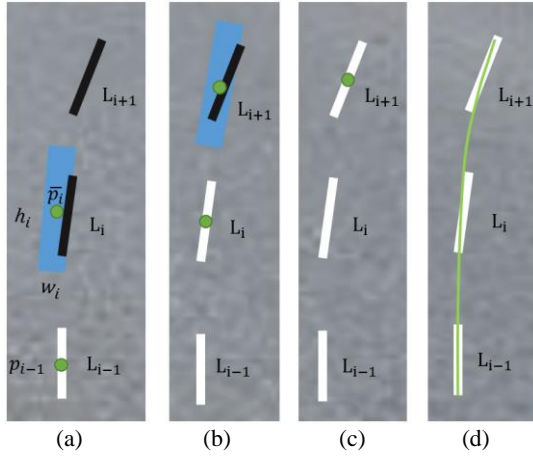 L_{i+1}
\overline{p}_i
h_i
L_i
w_i
p_{i-1}
L_{i-1}
(a)
L_{i+1}
L_i
L_{i-1}
(b)
L_{i+1}
L_i
L_{i-1}
(c)
L_{i+1}
L_i
L_{i-1}
(d)